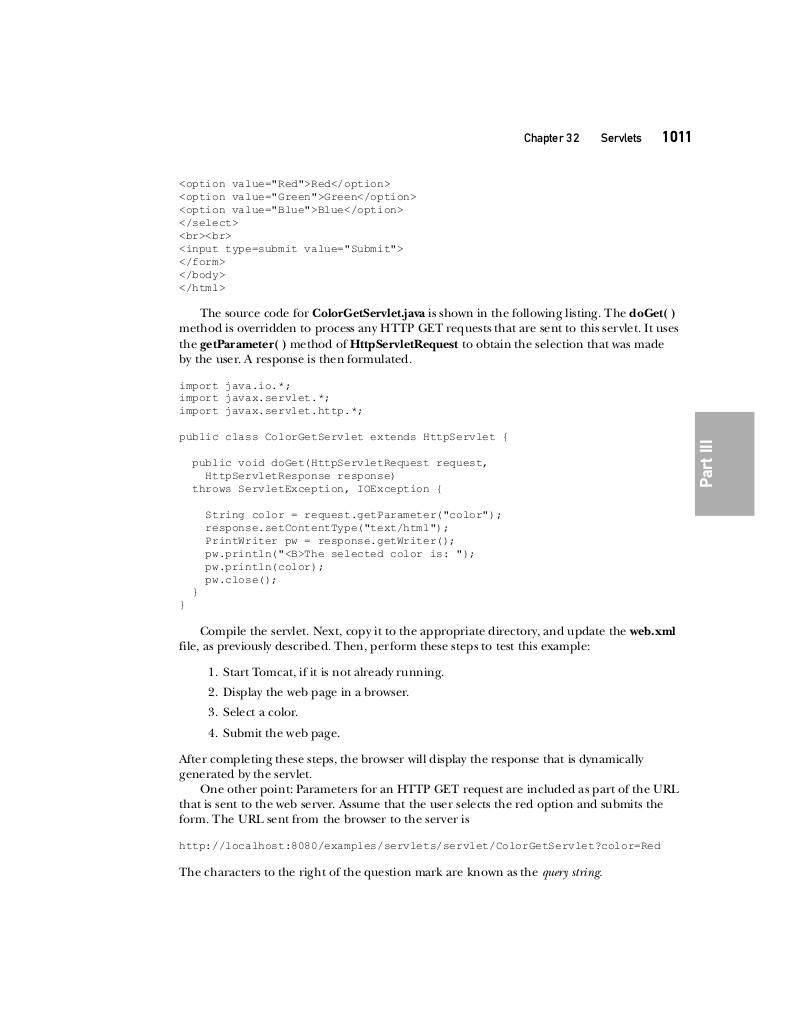 Chapter 32 Servlets 1011
<option value="Red">Red</option>
<option value="Green">Green</option>
<option value="Blue">Blue</option>
</select>
<br><br>
<input type=submit value="Submit">
</form>
</body>
</html>
The source code for ColorGetServlet.java is shown in the following listing. The doGet( )
method is overridden to process any HTTP GET requests that are sent to this servlet. It uses
the getParameter( ) method of HttpServletRequest to obtain the selection that was made
by the user. A response is then formulated.
import java.io.*;
import javax.servlet.*;
import javax.servlet.http.*;
public class ColorGetServlet extends HttpServlet {
public void doGet(HttpServletRequest request,
HttpServletResponse response)
throws ServletException, IOException {
String color = request.getParameter("color");
response.setContentType("text/html");
PrintWriter pw = response.getWriter();
pw.println("<B>The selected color is: ");
pw.println(color);
pw.close();
}
}
Part III
Compile the servlet. Next, copy it to the appropriate directory, and update the web.xml
file, as previously described. Then, perform these steps to test this example:
1. Start Tomcat, if it is not already running.
2. Display the web page in a browser.
3. Select a color.
4. Submit the web page.
After completing these steps, the browser will display the response that is dynamically
generated by the servlet.
One other point: Parameters for an HTTP GET request are included as part of the URL
that is sent to the web server. Assume that the user selects the red option and submits the
form. The URL sent from the browser to the server is
http://localhost:8080/examples/servlets/servlet/ColorGetServlet?color=Red
The characters to the right of the question mark are known as the query string.